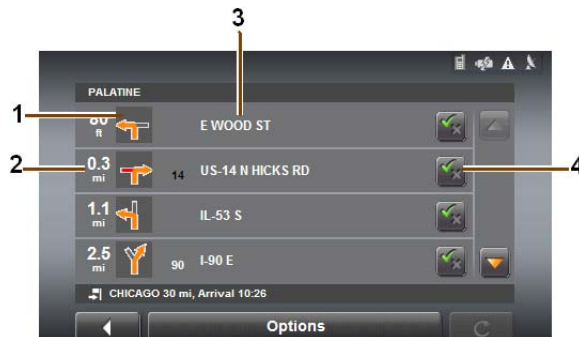 3
PALATINE
1
80
ft
E WOOD ST
2
0.3
mi
14
US-14 N HICKS RD
4
1.1
mi
IL-53 S
2.5
mi
90
I-90 E
CHICAGO 30 mi, Arrival 10:26
Options
C